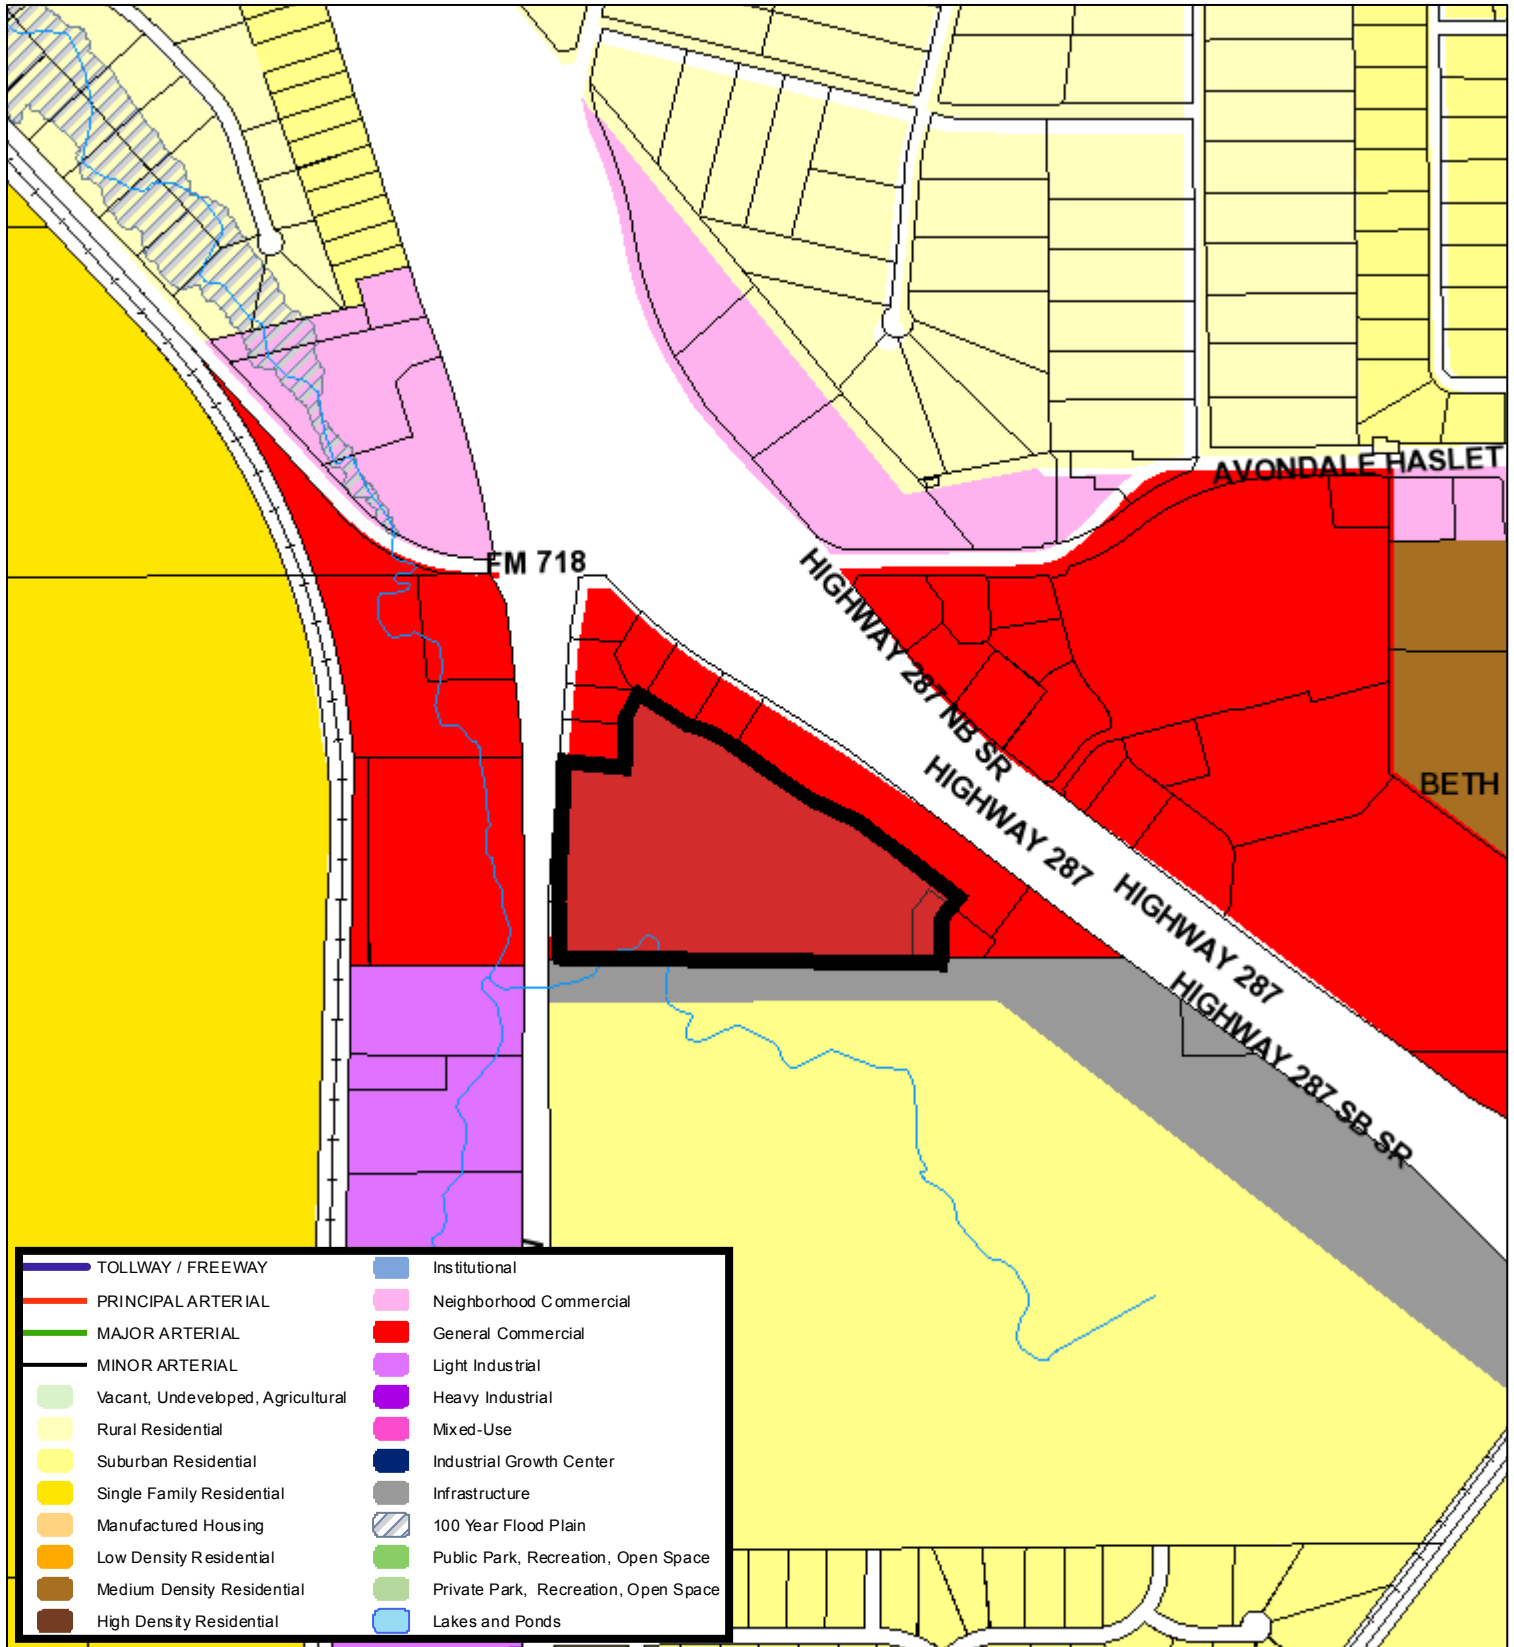 AVONDALE HASLET
FM 718
HIGHWAY 287 NB SR
HIGHWAY 287
BETH
HIGHWAY 287
HIGHWAY 287 SB SR
TOLLWAY / FREEWAY
PRINCIPAL ARTERIAL
MAJOR ARTERIAL
MINOR ARTERIAL
Vacant, Undeveloped, Agricultural
Rural Residential
Suburban Residential
Single Family Residential
Manufactured Housing
Low Density Residential
Medium Density Residential
High Density Residential
Institutional
Neighborhood Commercial
General Commercial
Light Industrial
Heavy Industrial
Mixed-Use
Industrial Growth Center
Infrastructure
100 Year Flood Plain
Public Park, Recreation, Open Space
Private Park, Recreation, Open Space
Lakes and Ponds